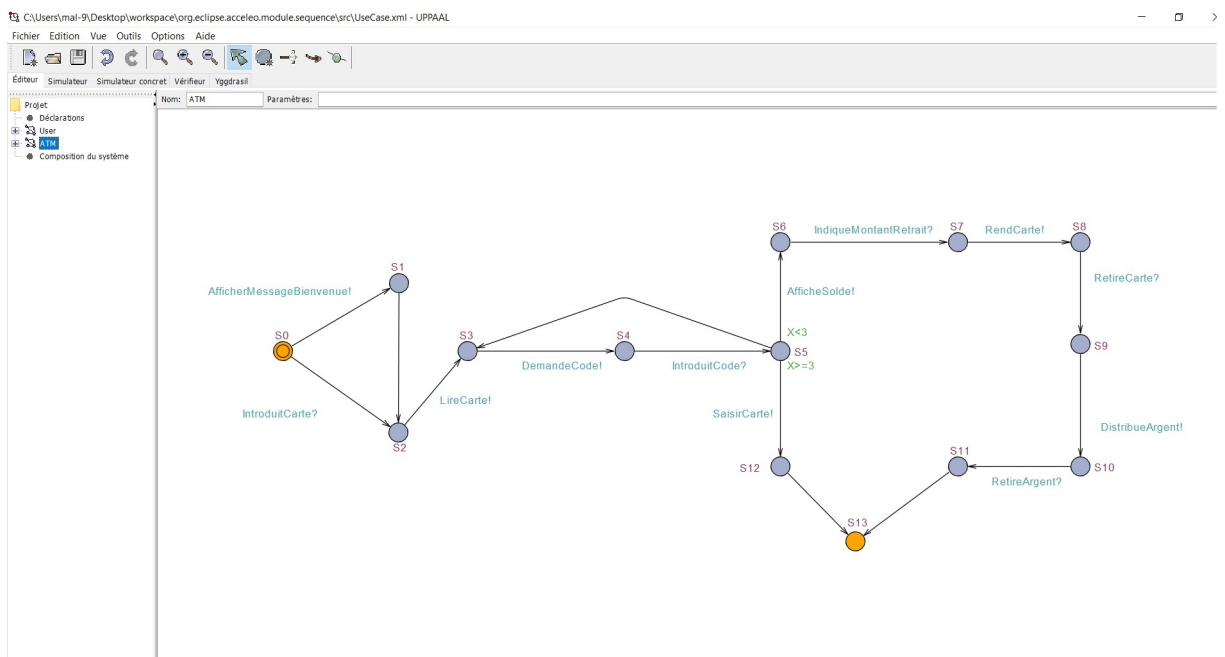 C:\Users\mal-9\Desktop\workspace\org.eclipse.acceleo.module.sequence\src\UseCase.xml - UPPAAL
Fichier Edition Vue Outils Options Aide
Éditeur Simulateur Simulateur concret Vérifieur Yggdrasil
Projet
Déclarations
User
ATM
Composition du système
Nom: ATM Paramètres:
S6 IndiqueMontantRetrait? S7 RendCarte! S8
S1
RetireCarte?
AfficherMessageBienvenue!
AfficheSolde!
S0 S3 S4
X<3
S5
S9
DemandeCode! IntroduitCode?
X>=3
LireCarte!
IntroduitCarte?
SaisirCarte!
DistribueArgent!
S2
S11
S12
S10
RetireArgent?
S13